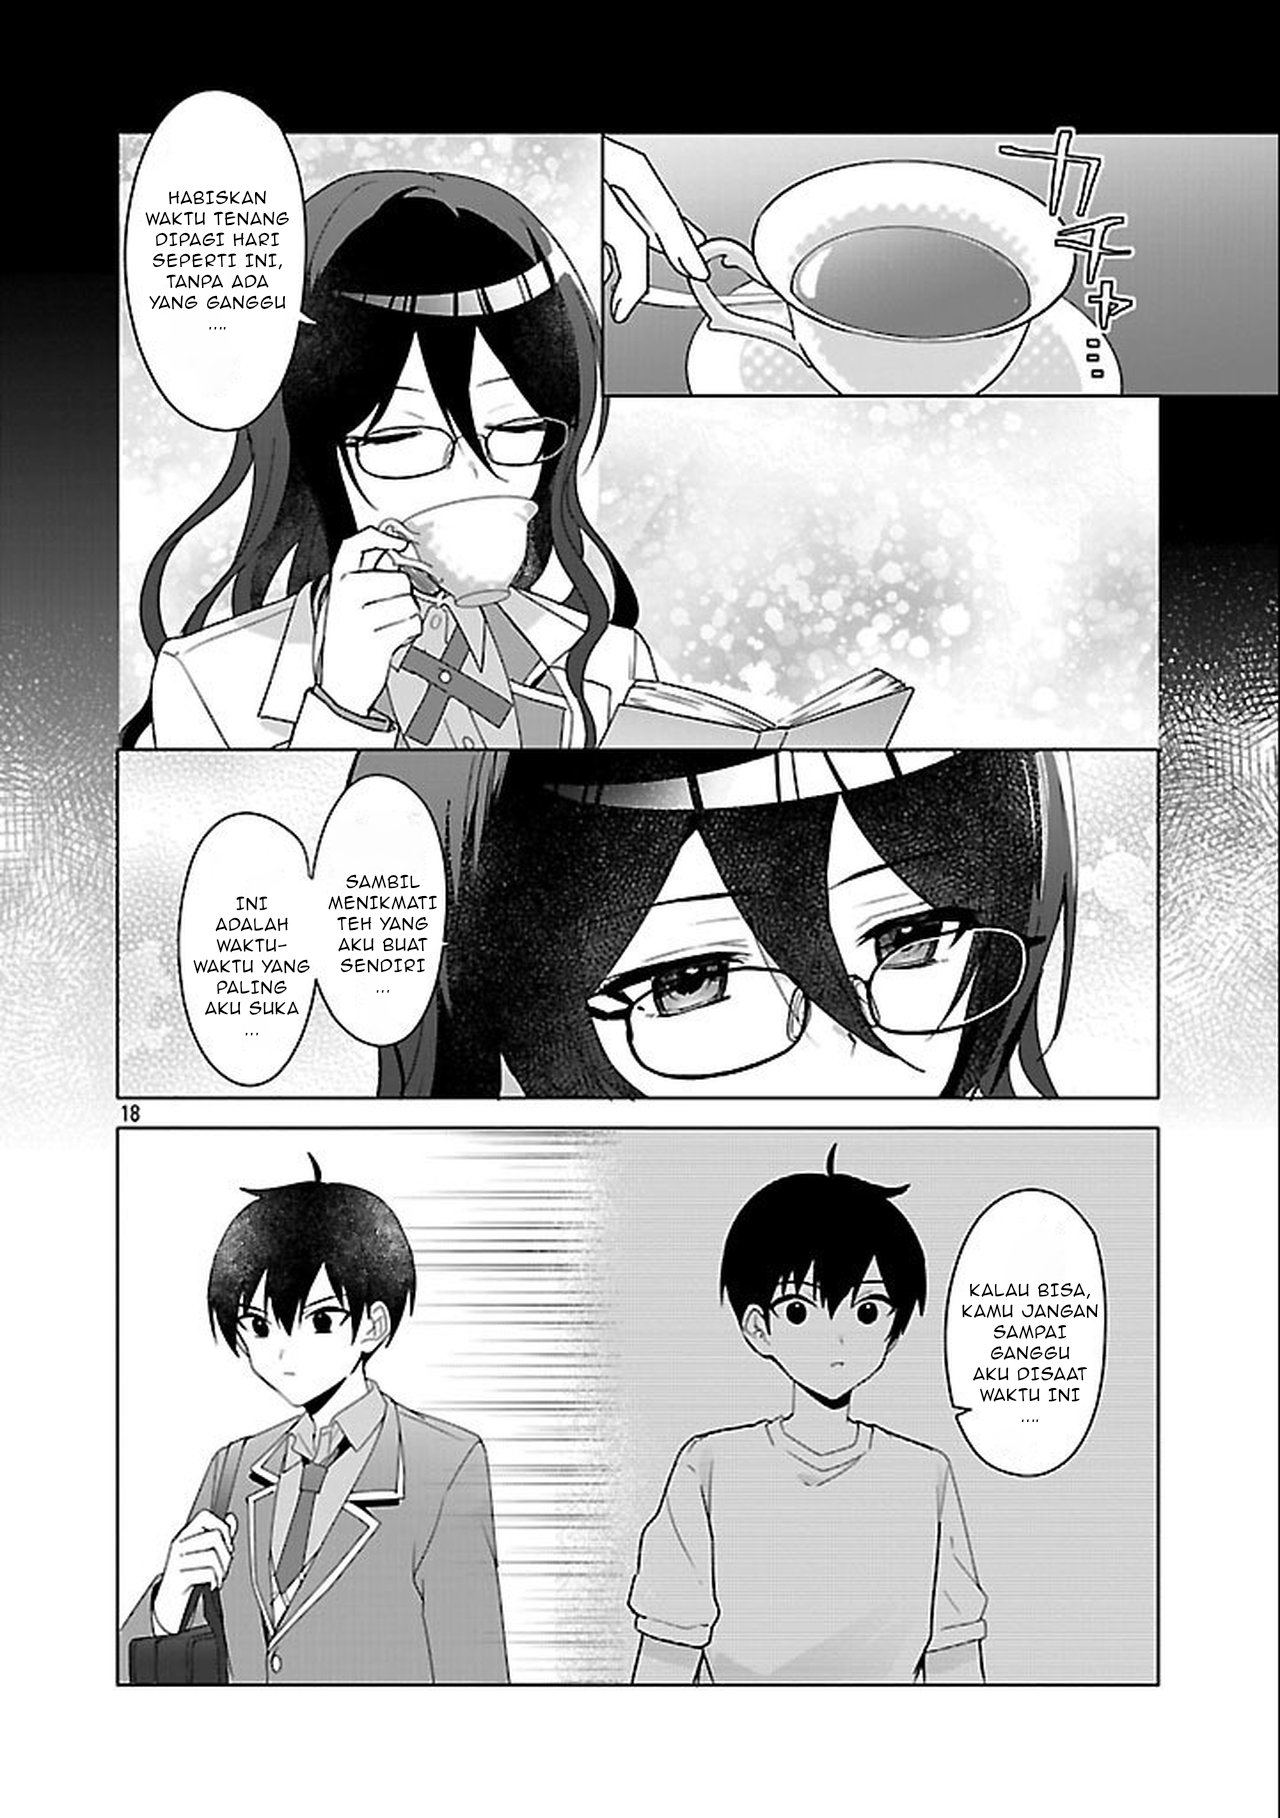 カチャ...
HABISKAN
WAKTU TENANG
DIPAGI HARI
SEPERTI INI,
TANPA ADA
YANG GANGGU
....
SAMBIL
MENIKMATI
TEH YANG
AKU BUAT
SENDIRI
...
INI
ADALAH
WAKTU-
WAKTU YANG
PALING
AKU SUKA
...
18
KALAU BISA,
KAMU JANGAN
SAMPAI
GANGGU
AKU DISAAT
WAKTU INI
....